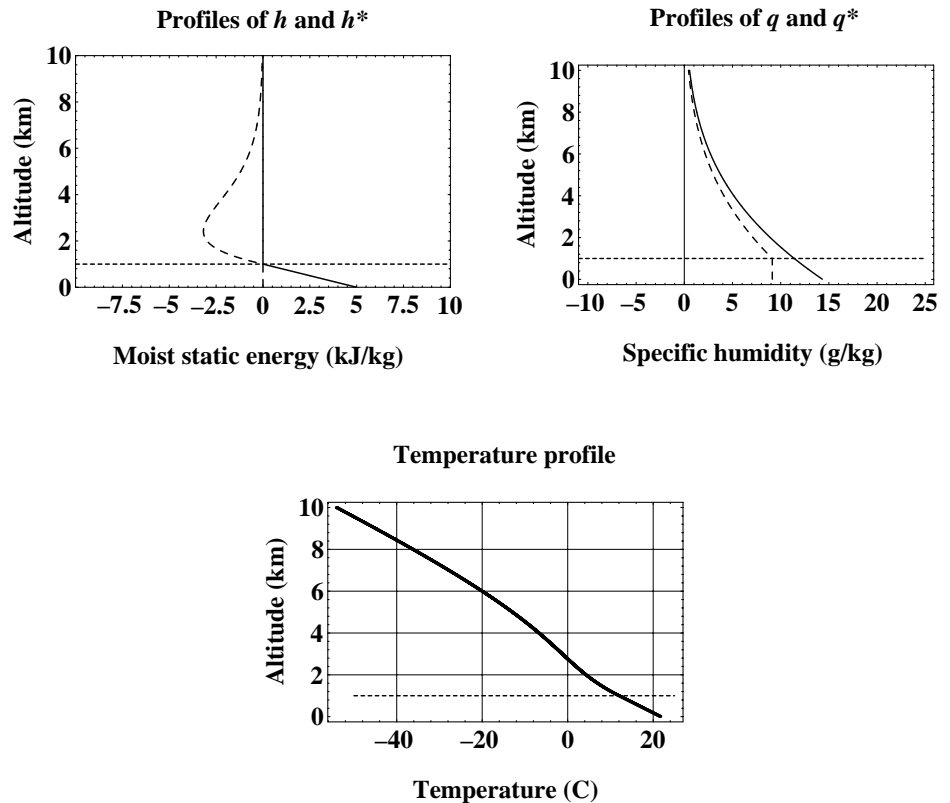 Profiles of h and h*
10
8
6
4
2
0
Altitude (km)
−7.5 −5 −2.5 0 2.5 5 7.5 10
Moist static energy (kJ/kg)
Profiles of q and q*
10
8
6
4
2
0
Altitude (km)
−10 −5 0 5 10 15 20 25
Specific humidity (g/kg)
Temperature profile
10
8
6
4
2
0
Altitude (km)
−40 −20 0 20
Temperature (C)